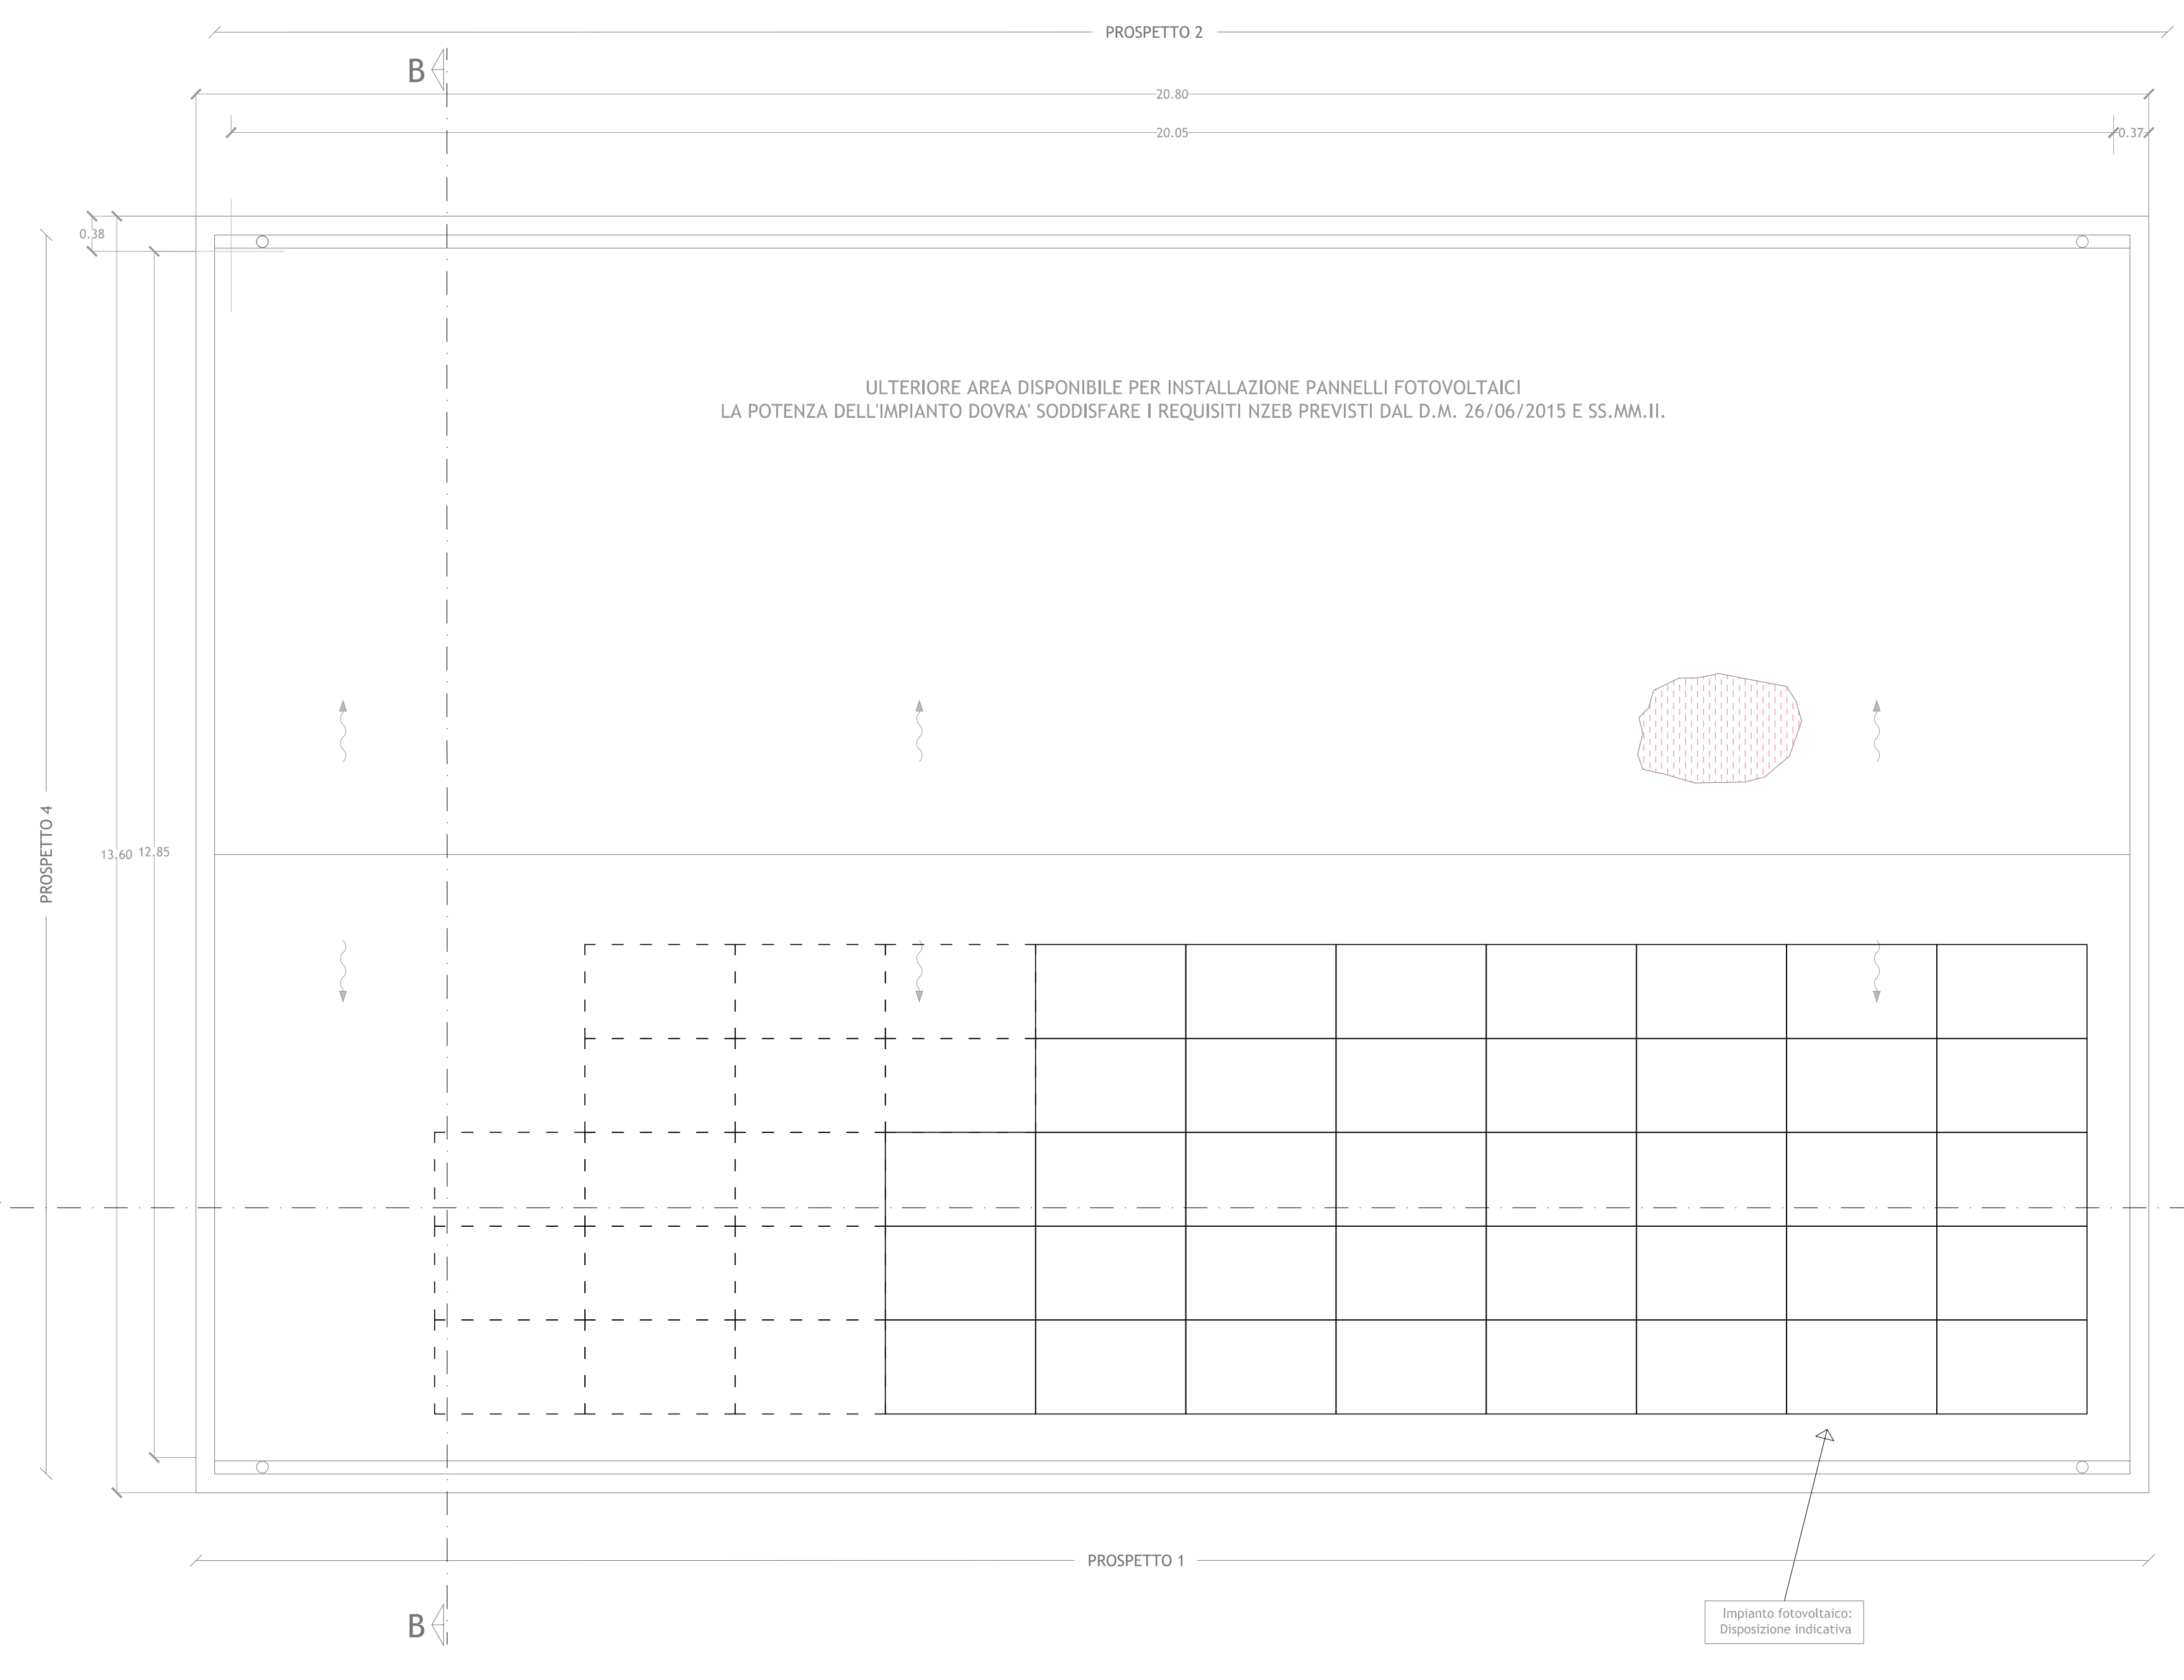 PROSPETTO 2
B
20.80
20.05
0.37
0.38
ULTERIORE AREA DISPONIBILE PER INSTALLAZIONE PANNELLI FOTOVOLTAICI
LA POTENZA DELL'IMPIANTO DOVRA' SODDISFARE I REQUISITI NZEB PREVISTI DAL D.M. 26/06/2015 E SS.MM.II.
PROSPETTO 4
13.60
12.85
PROSPETTO 1
B
Impianto fotovoltaico:
Disposizione indicativa